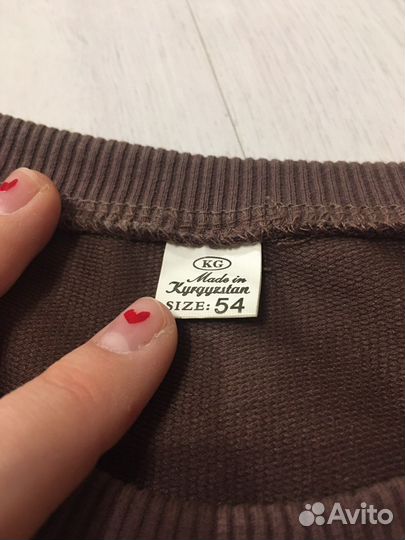 KG
Made in
Kyrgyzstan
SIZE: 54
Avito